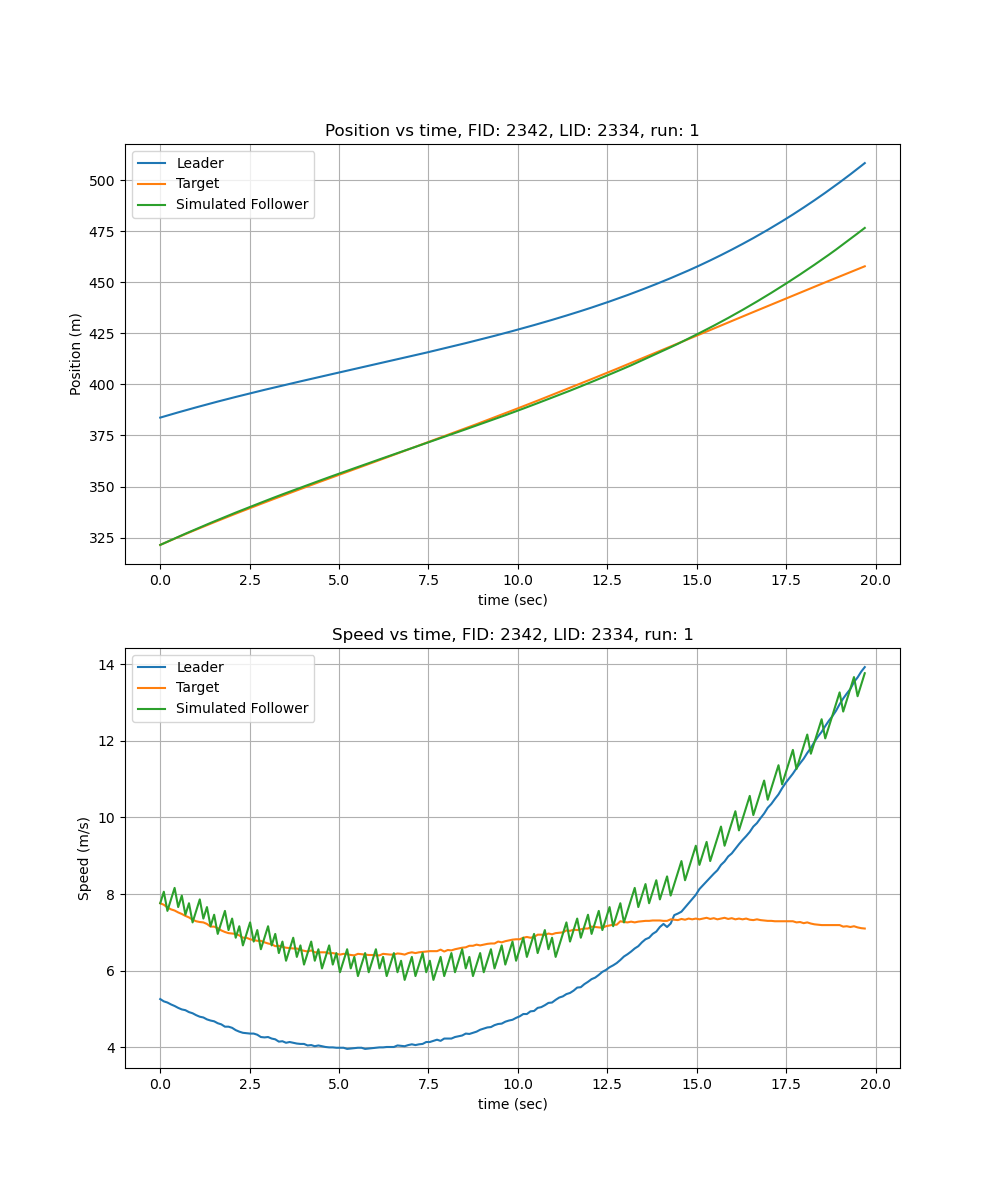 Position vs time, FID: 2342, LID: 2334, run: 1
Leader
Target
Simulated Follower
500
475
450
425
400
375
350
325
Position (m)
0.0 2.5 5.0 7.5 10.0 12.5 15.0 17.5 20.0
time (sec)
Speed vs time, FID: 2342, LID: 2334, run: 1
Leader
Target
Simulated Follower
14
12
10
8
6
4
Speed (m/s)
0.0 2.5 5.0 7.5 10.0 12.5 15.0 17.5 20.0
time (sec)